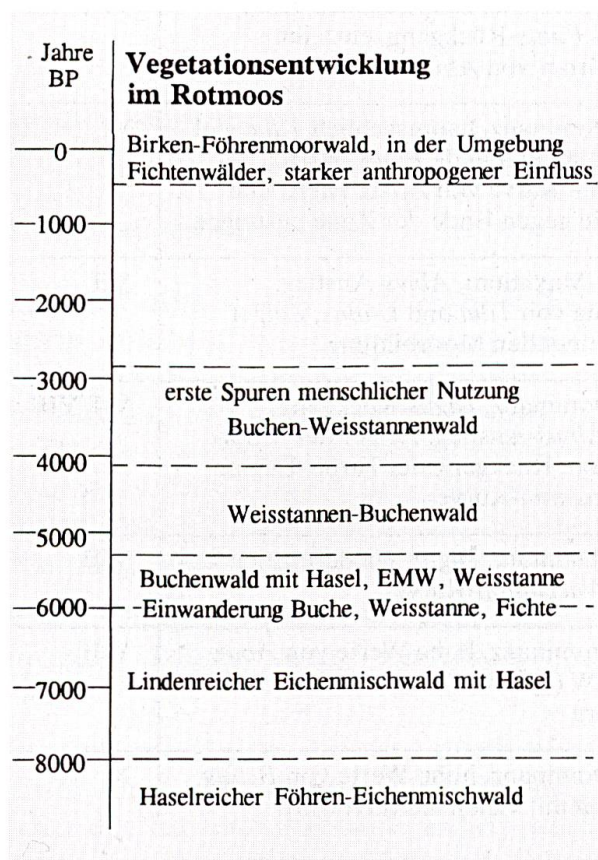 Jahre
BP
Vegetationsentwicklung
im Rotmoos
0
Birken-Föhrenmoorwald, in der Umgebung
Fichtenwälder, starker anthropogener Einfluss
1000
2000
3000
erste Spuren menschlicher Nutzung
Buchen-Weisstannenwald
4000
Weisstannen-Buchenwald
5000
Buchenwald mit Hasel, EMW, Weisstanne
6000
Einwanderung Buche, Weisstanne, Fichte
7000
Lindenreicher Eichenmischwald mit Hasel
8000
Haselreicher Föhren-Eichenmischwald